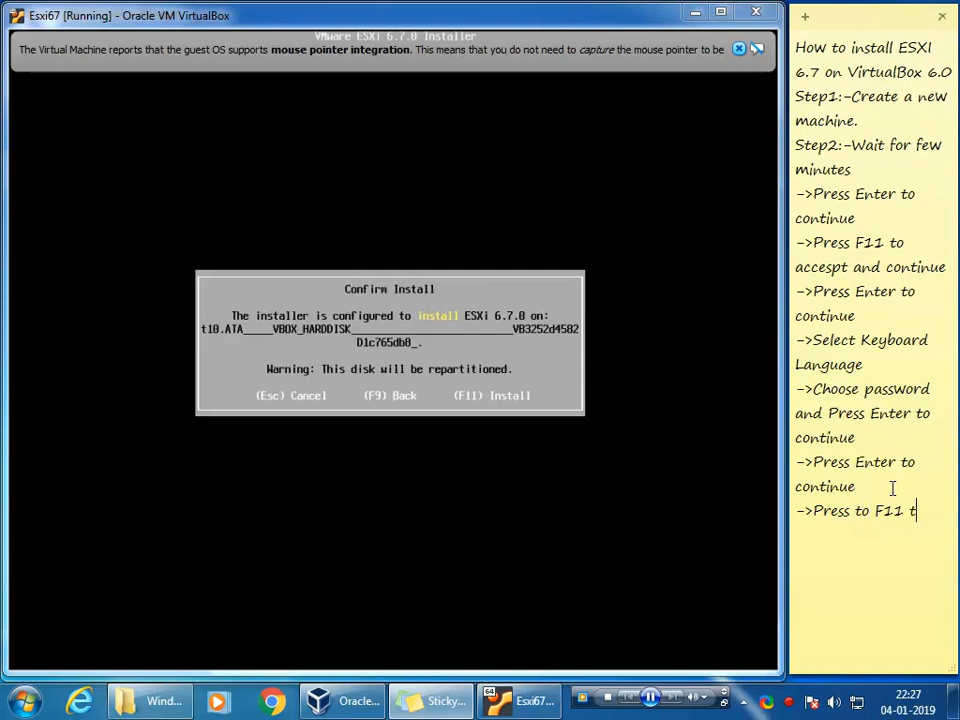 Esxi67 [Running] - Oracle VM VirtualBox
VMware ESXi 6.7.0 Installer
The Virtual Machine reports that the guest OS supports mouse pointer integration. This means that you do not need to capture the mouse pointer to be
Confirm Install
The installer is configured to install ESXi 6.7.0 on:
t10.ATA_____VBOX_HARDDISK___________________________VB3252d4582
D1c765db8_.
Warning: This disk will be repartitioned.
(Esc) Cancel (F9) Back (F11) Install
How to install ESXI
6.7 on VirtualBox 6.0
Step1:-Create a new
machine.
Step2:-Wait for few
minutes
->Press Enter to
continue
->Press F11 to
accespt and continue
->Press Enter to
continue
->Select Keyboard
Language
->Choose password
and Press Enter to
continue
->Press Enter to
continue
->Press to F11 t
Wind...
Oracle...
Sticky...
64
Esxi67...
22:27
04-01-2019